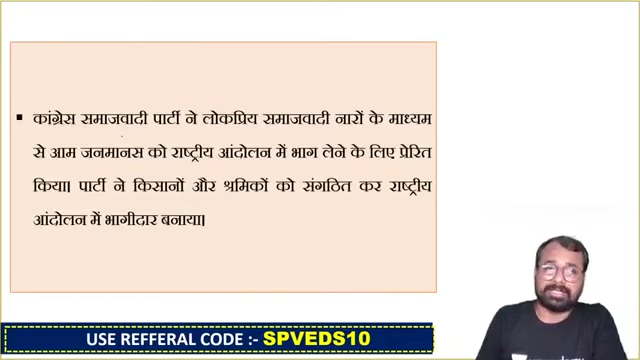 ▪ कांग्रेस समाजवादी पार्टी ने लोकप्रिय समाजवादी नारों के माध्यम
से आम जनमानस को राष्ट्रीय आंदोलन में भाग लेने के लिए प्रेरित
किया। पार्टी ने किसानों और श्रमिकों को संगठित कर राष्ट्रीय
आंदोलन में भागीदार बनाया।
USE REFFERAL CODE :- SPVEDS10